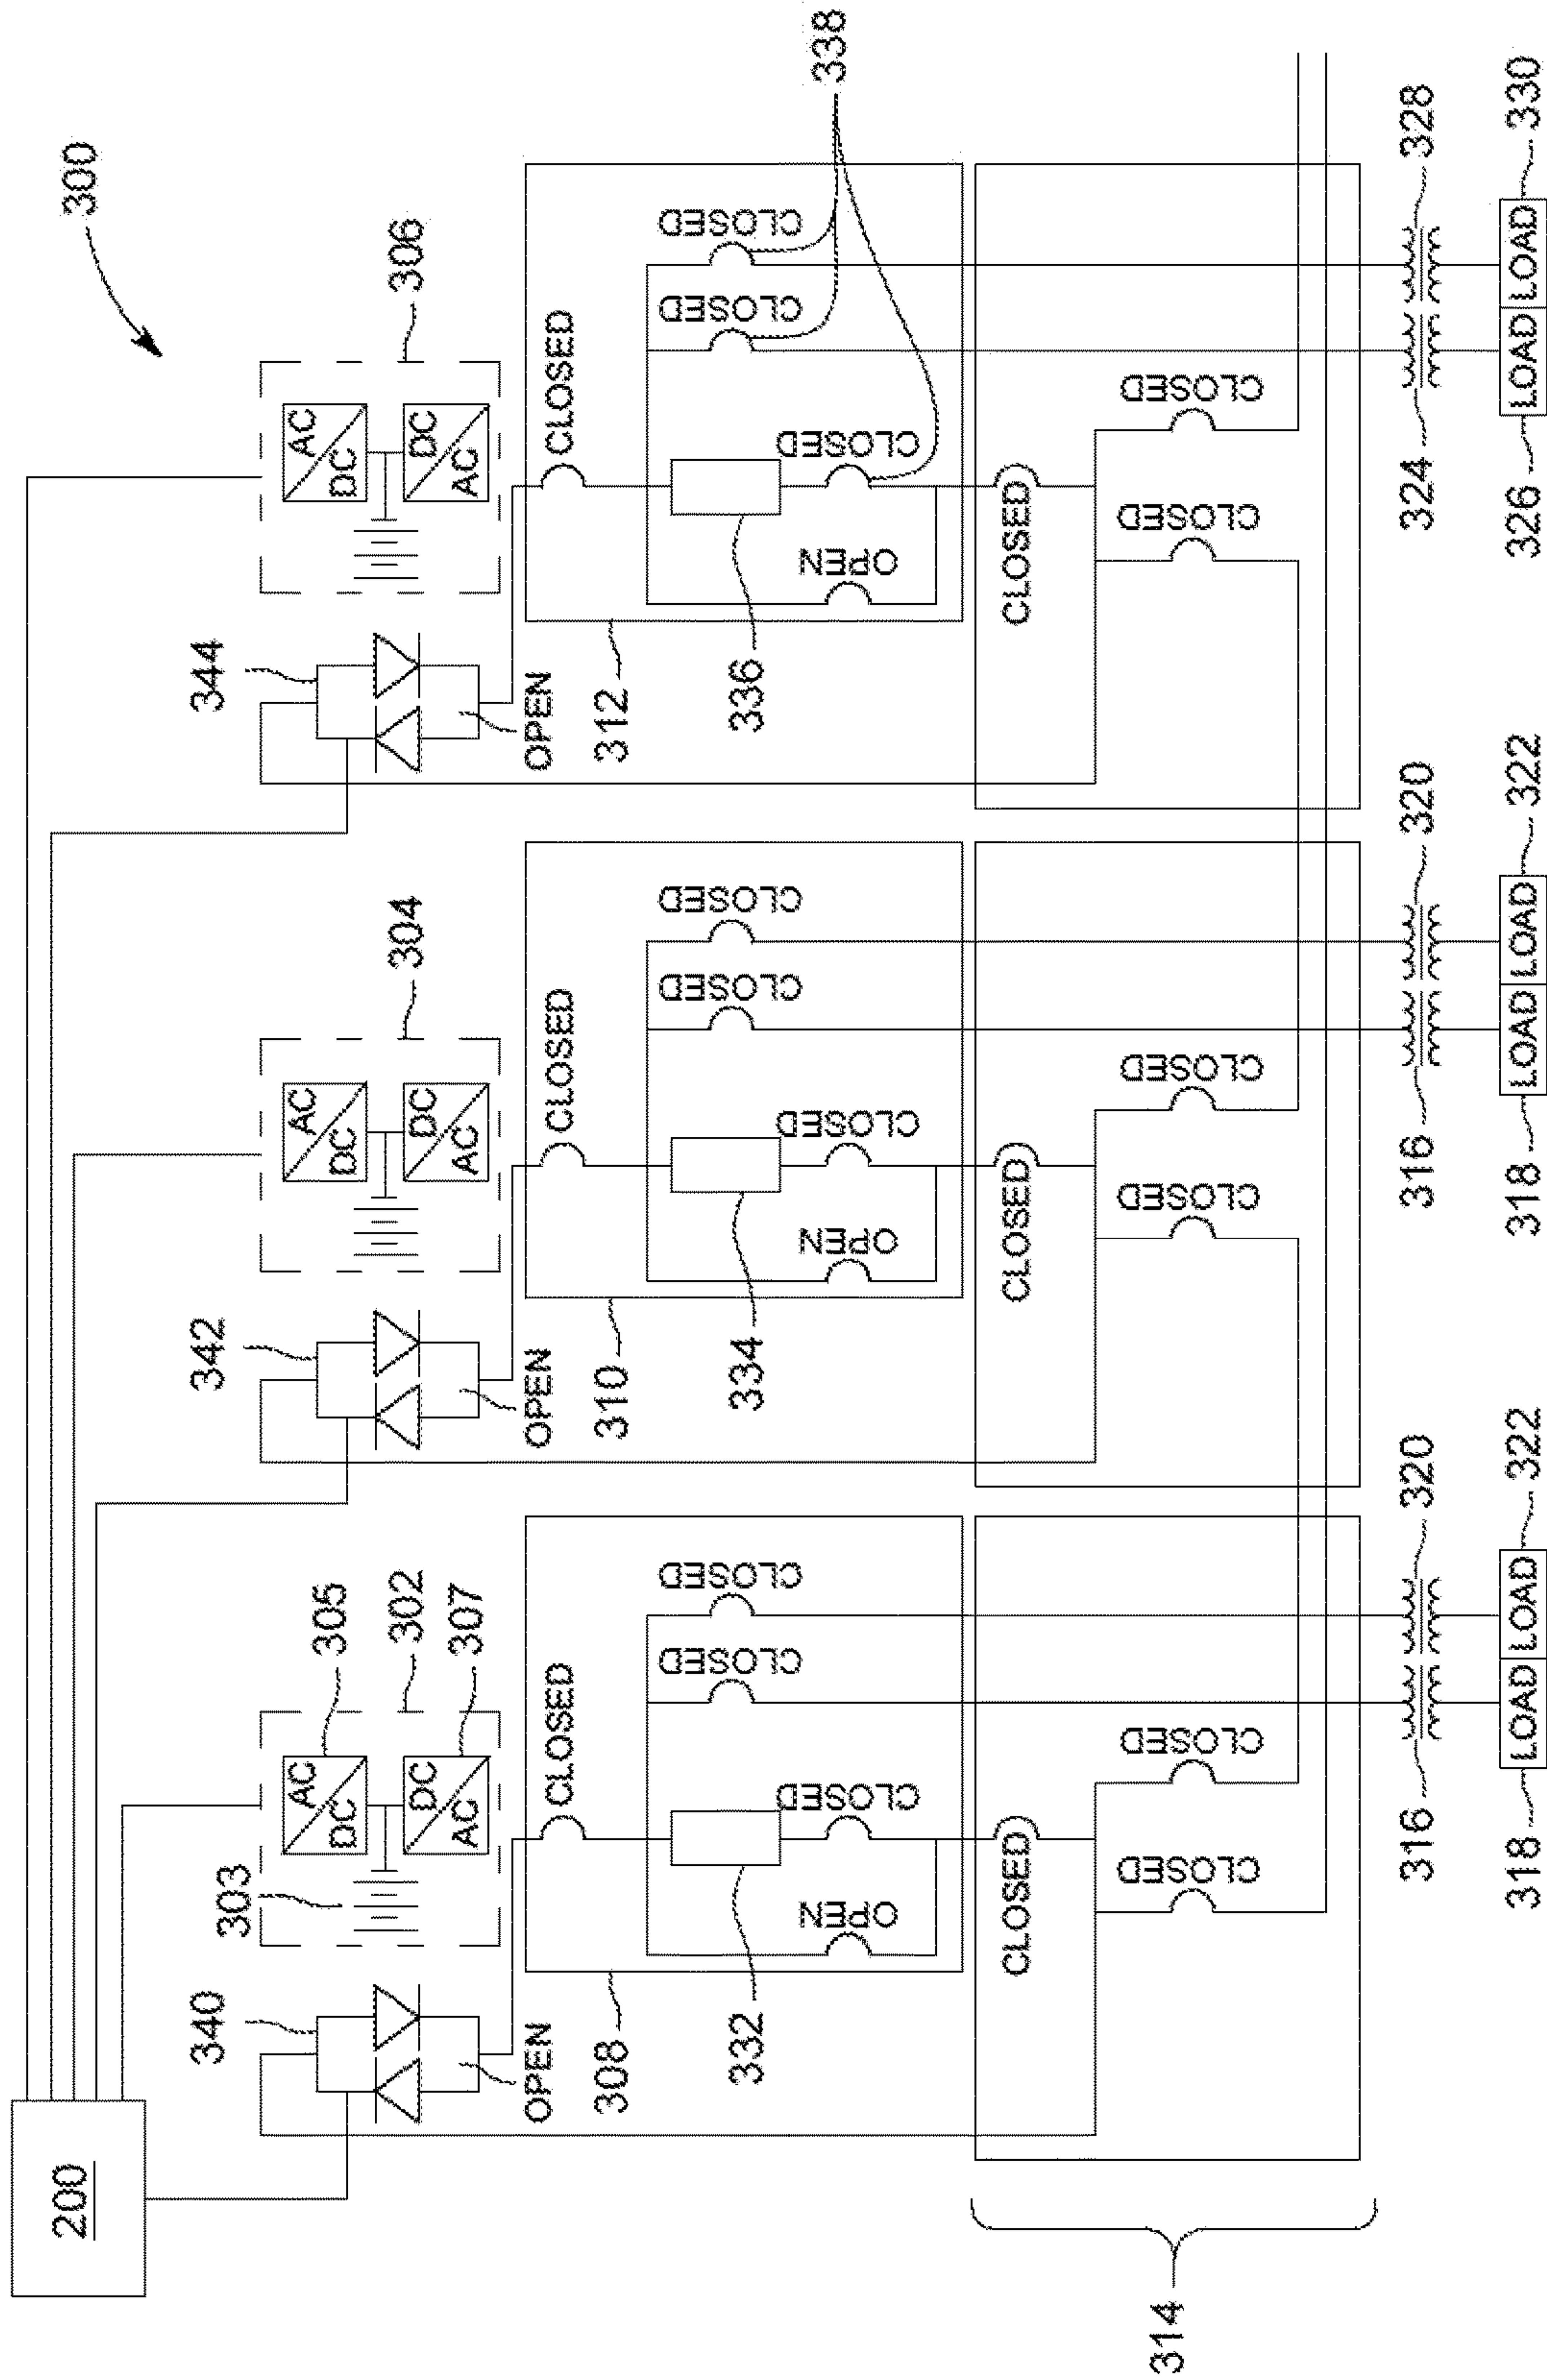 200
300
340
342
344
303
305
AC
DC
AC
DC
AC
DC
302
304
306
DC
AC
DC
AC
DC
AC
307
OPEN
CLOSED
OPEN
CLOSED
OPEN
CLOSED
308
310
312
CLOSED
CLOSED
CLOSED
CLOSED
CLOSED
CLOSED
332
334
336
338
OPEN
CLOSED
OPEN
CLOSED
OPEN
CLOSED
CLOSED
CLOSED
CLOSED
314
CLOSED
CLOSED
CLOSED
CLOSED
CLOSED
CLOSED
316
320
316
320
324
328
LOAD
LOAD
LOAD
LOAD
LOAD
LOAD
318
322
318
322
326
330